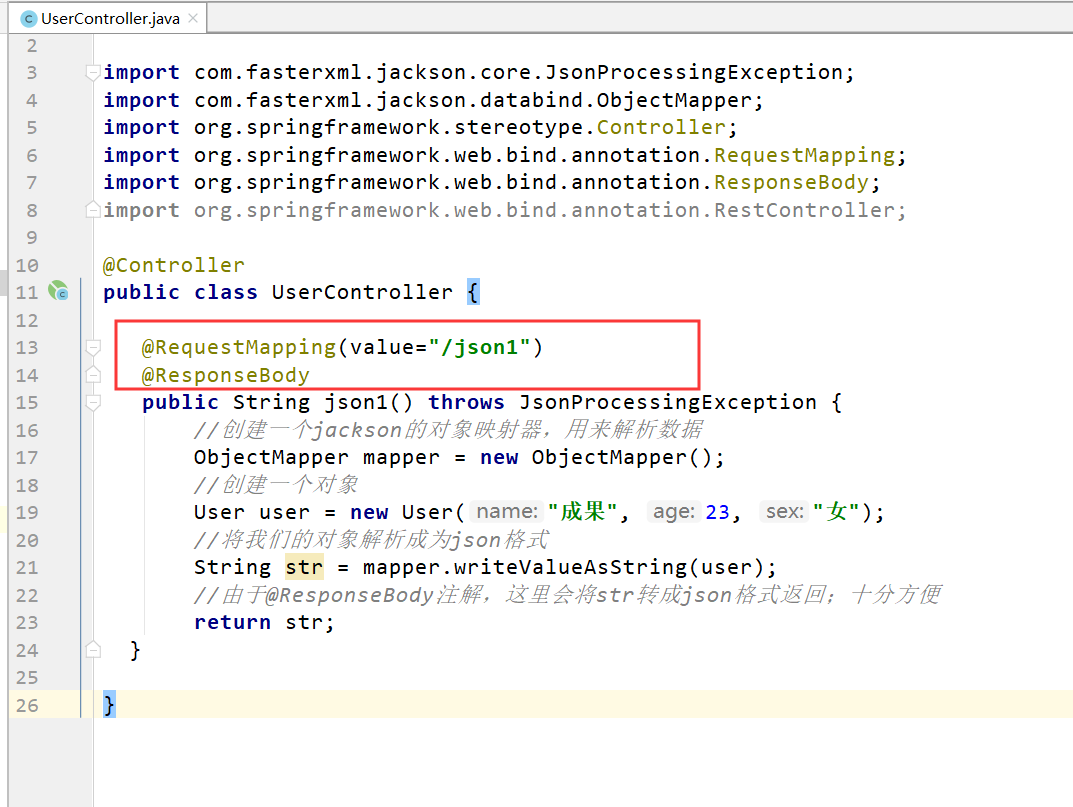 UserController.java
2
3 import com.fasterxml.jackson.core.JsonProcessingException;
4 import com.fasterxml.jackson.databind.ObjectMapper;
5 import org.springframework.stereotype.Controller;
6 import org.springframework.web.bind.annotation.RequestMapping;
7 import org.springframework.web.bind.annotation.ResponseBody;
8 import org.springframework.web.bind.annotation.RestController;
9
10 @Controller
11 public class UserController {
12
13 @RequestMapping(value="/json1")
14 @ResponseBody
15 public String json1() throws JsonProcessingException {
16 //创建一个jackson的对象映射器，用来解析数据
17 ObjectMapper mapper = new ObjectMapper();
18 //创建一个对象
19 User user = new User( name: "成果", age: 23, sex: "女");
20 //将我们的对象解析成为json格式
21 String str = mapper.writeValueAsString(user);
22 //由于@ResponseBody注解，这里会将str转成json格式返回；十分方便
23 return str;
24 }
25
26 }